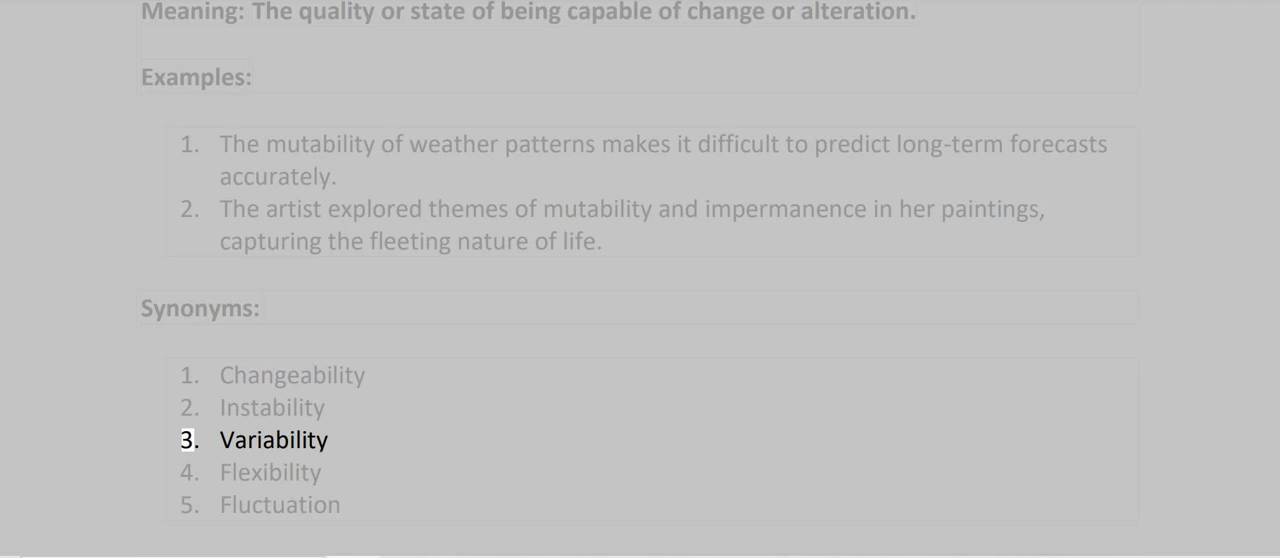 Meaning: The quality or state of being capable of change or alteration.
Examples:
1. The mutability of weather patterns makes it difficult to predict long-term forecasts
accurately.
2. The artist explored themes of mutability and impermanence in her paintings,
capturing the fleeting nature of life.
Synonyms:
1. Changeability
2. Instability
3. Variability
4. Flexibility
5. Fluctuation